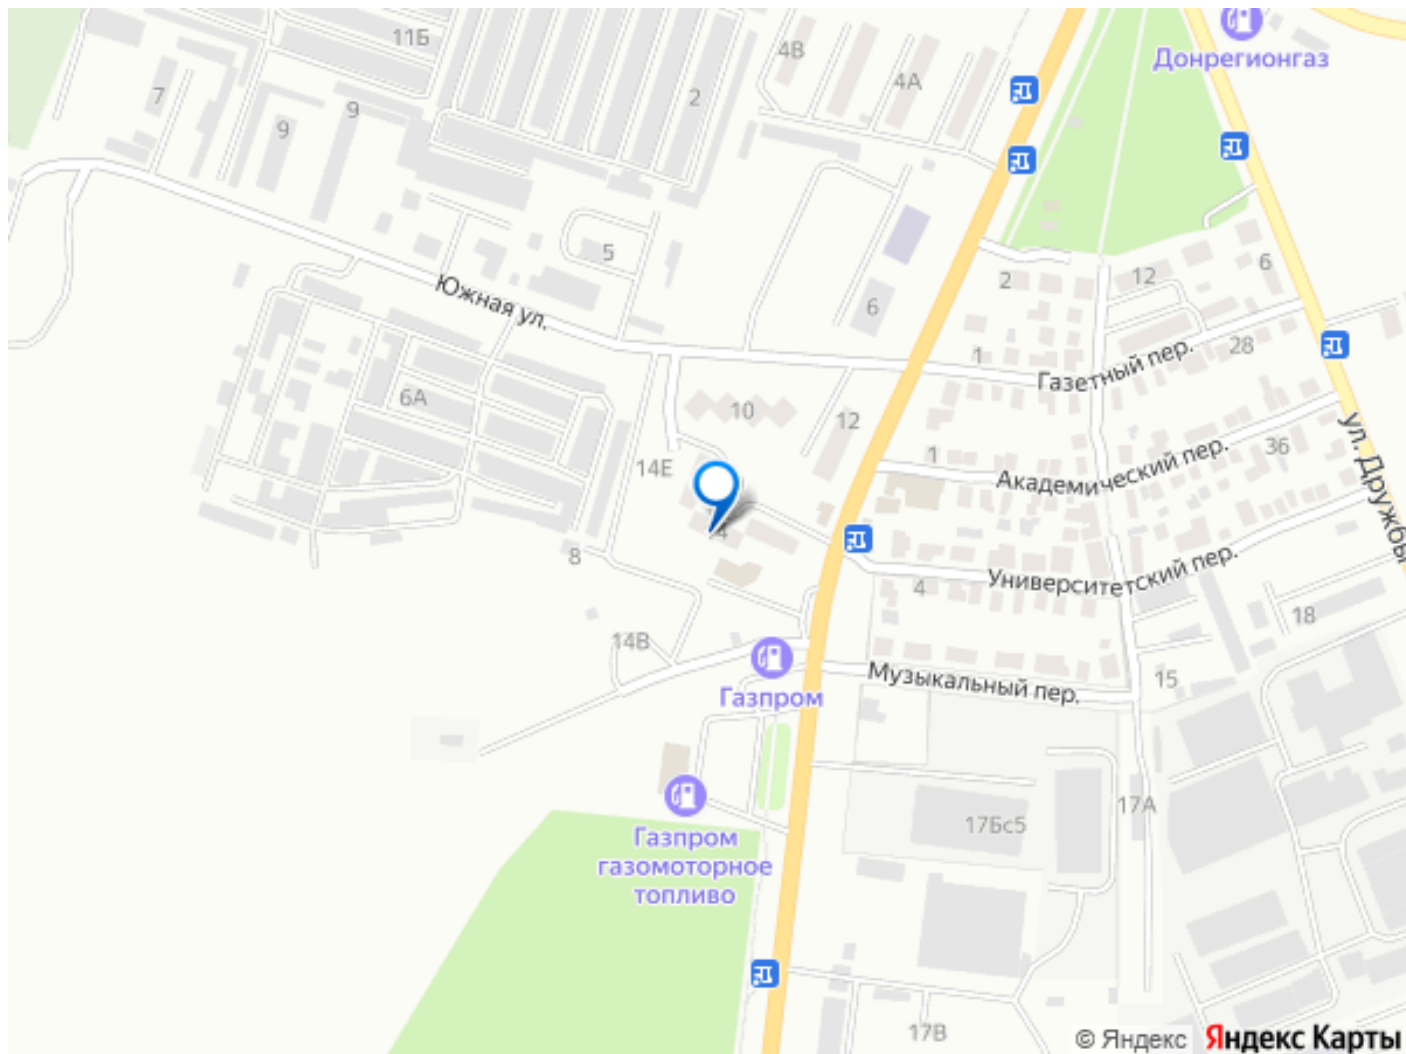 11Б
4В
Донрегионгаз
4А
7
9
9
2
5
12
6
2
Южная ул.
6
28
1
Газетный пер.
6А
10
12
ул. Дружбы
36
1
Академический пер.
14Е
8
Университетский пер.
4
18
14В
Газпром
Музыкальный пер.
15
17А
17Бс5
Газпром
газомоторное
топливо
17В
© Яндекс
Яндекс Карты